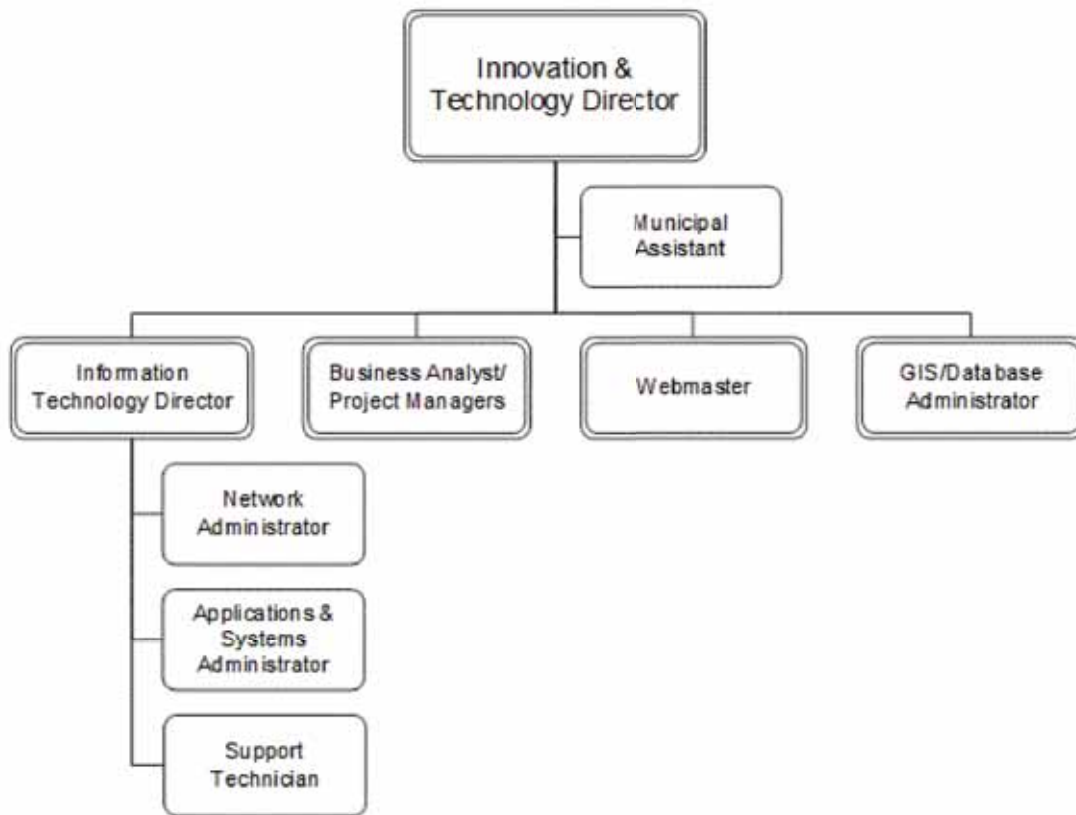 Innovation &
Technology Director
Municipal
Assistant
Information
Technology Director
Business Analyst/
Project Managers
Webmaster
GIS/Database
Administrator
Network
Administrator
Applications &
Systems
Administrator
Support
Technician